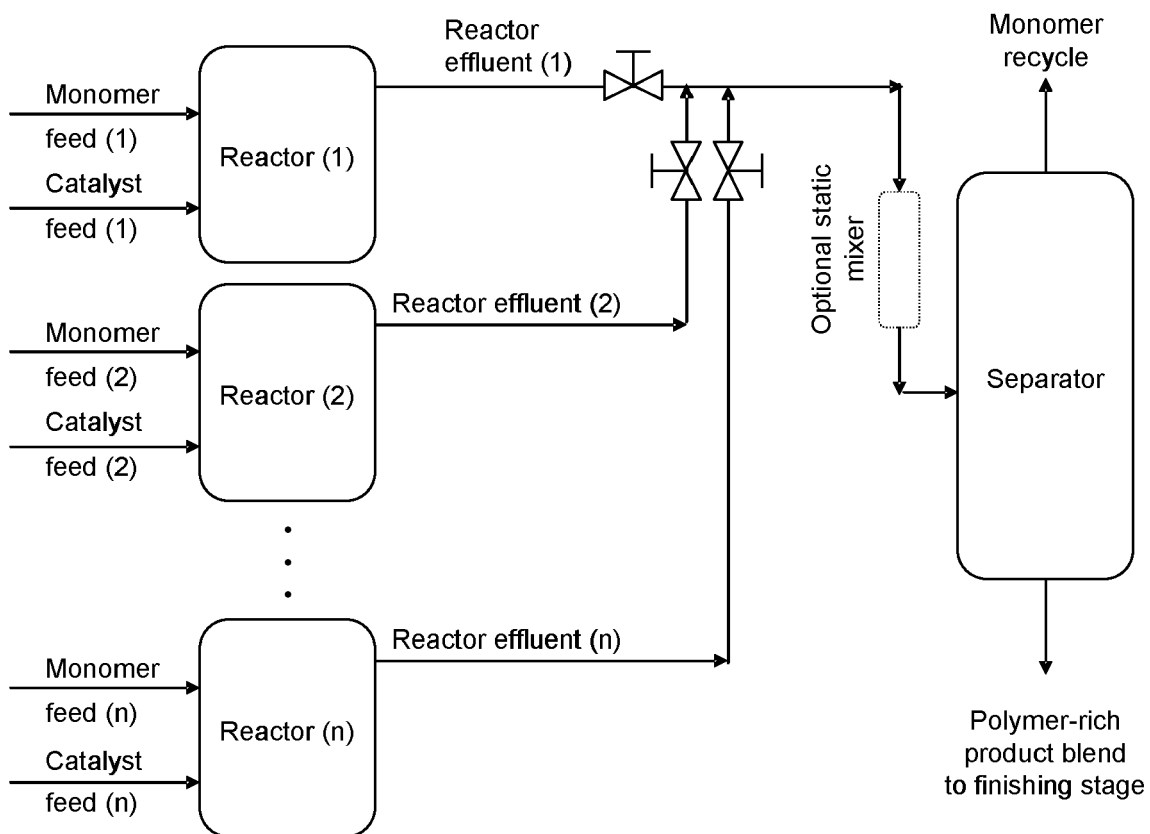 Reactor
effluent (1)
Monomer
recycle
Monomer
feed (1)
Catalyst
feed (1)
Reactor (1)
Optional static
mixer
Reactor effluent (2)
Monomer
feed (2)
Catalyst
feed (2)
Reactor (2)
Separator
Reactor effluent (n)
Monomer
feed (n)
Catalyst
feed (n)
Reactor (n)
Polymer-rich
product blend
to finishing stage